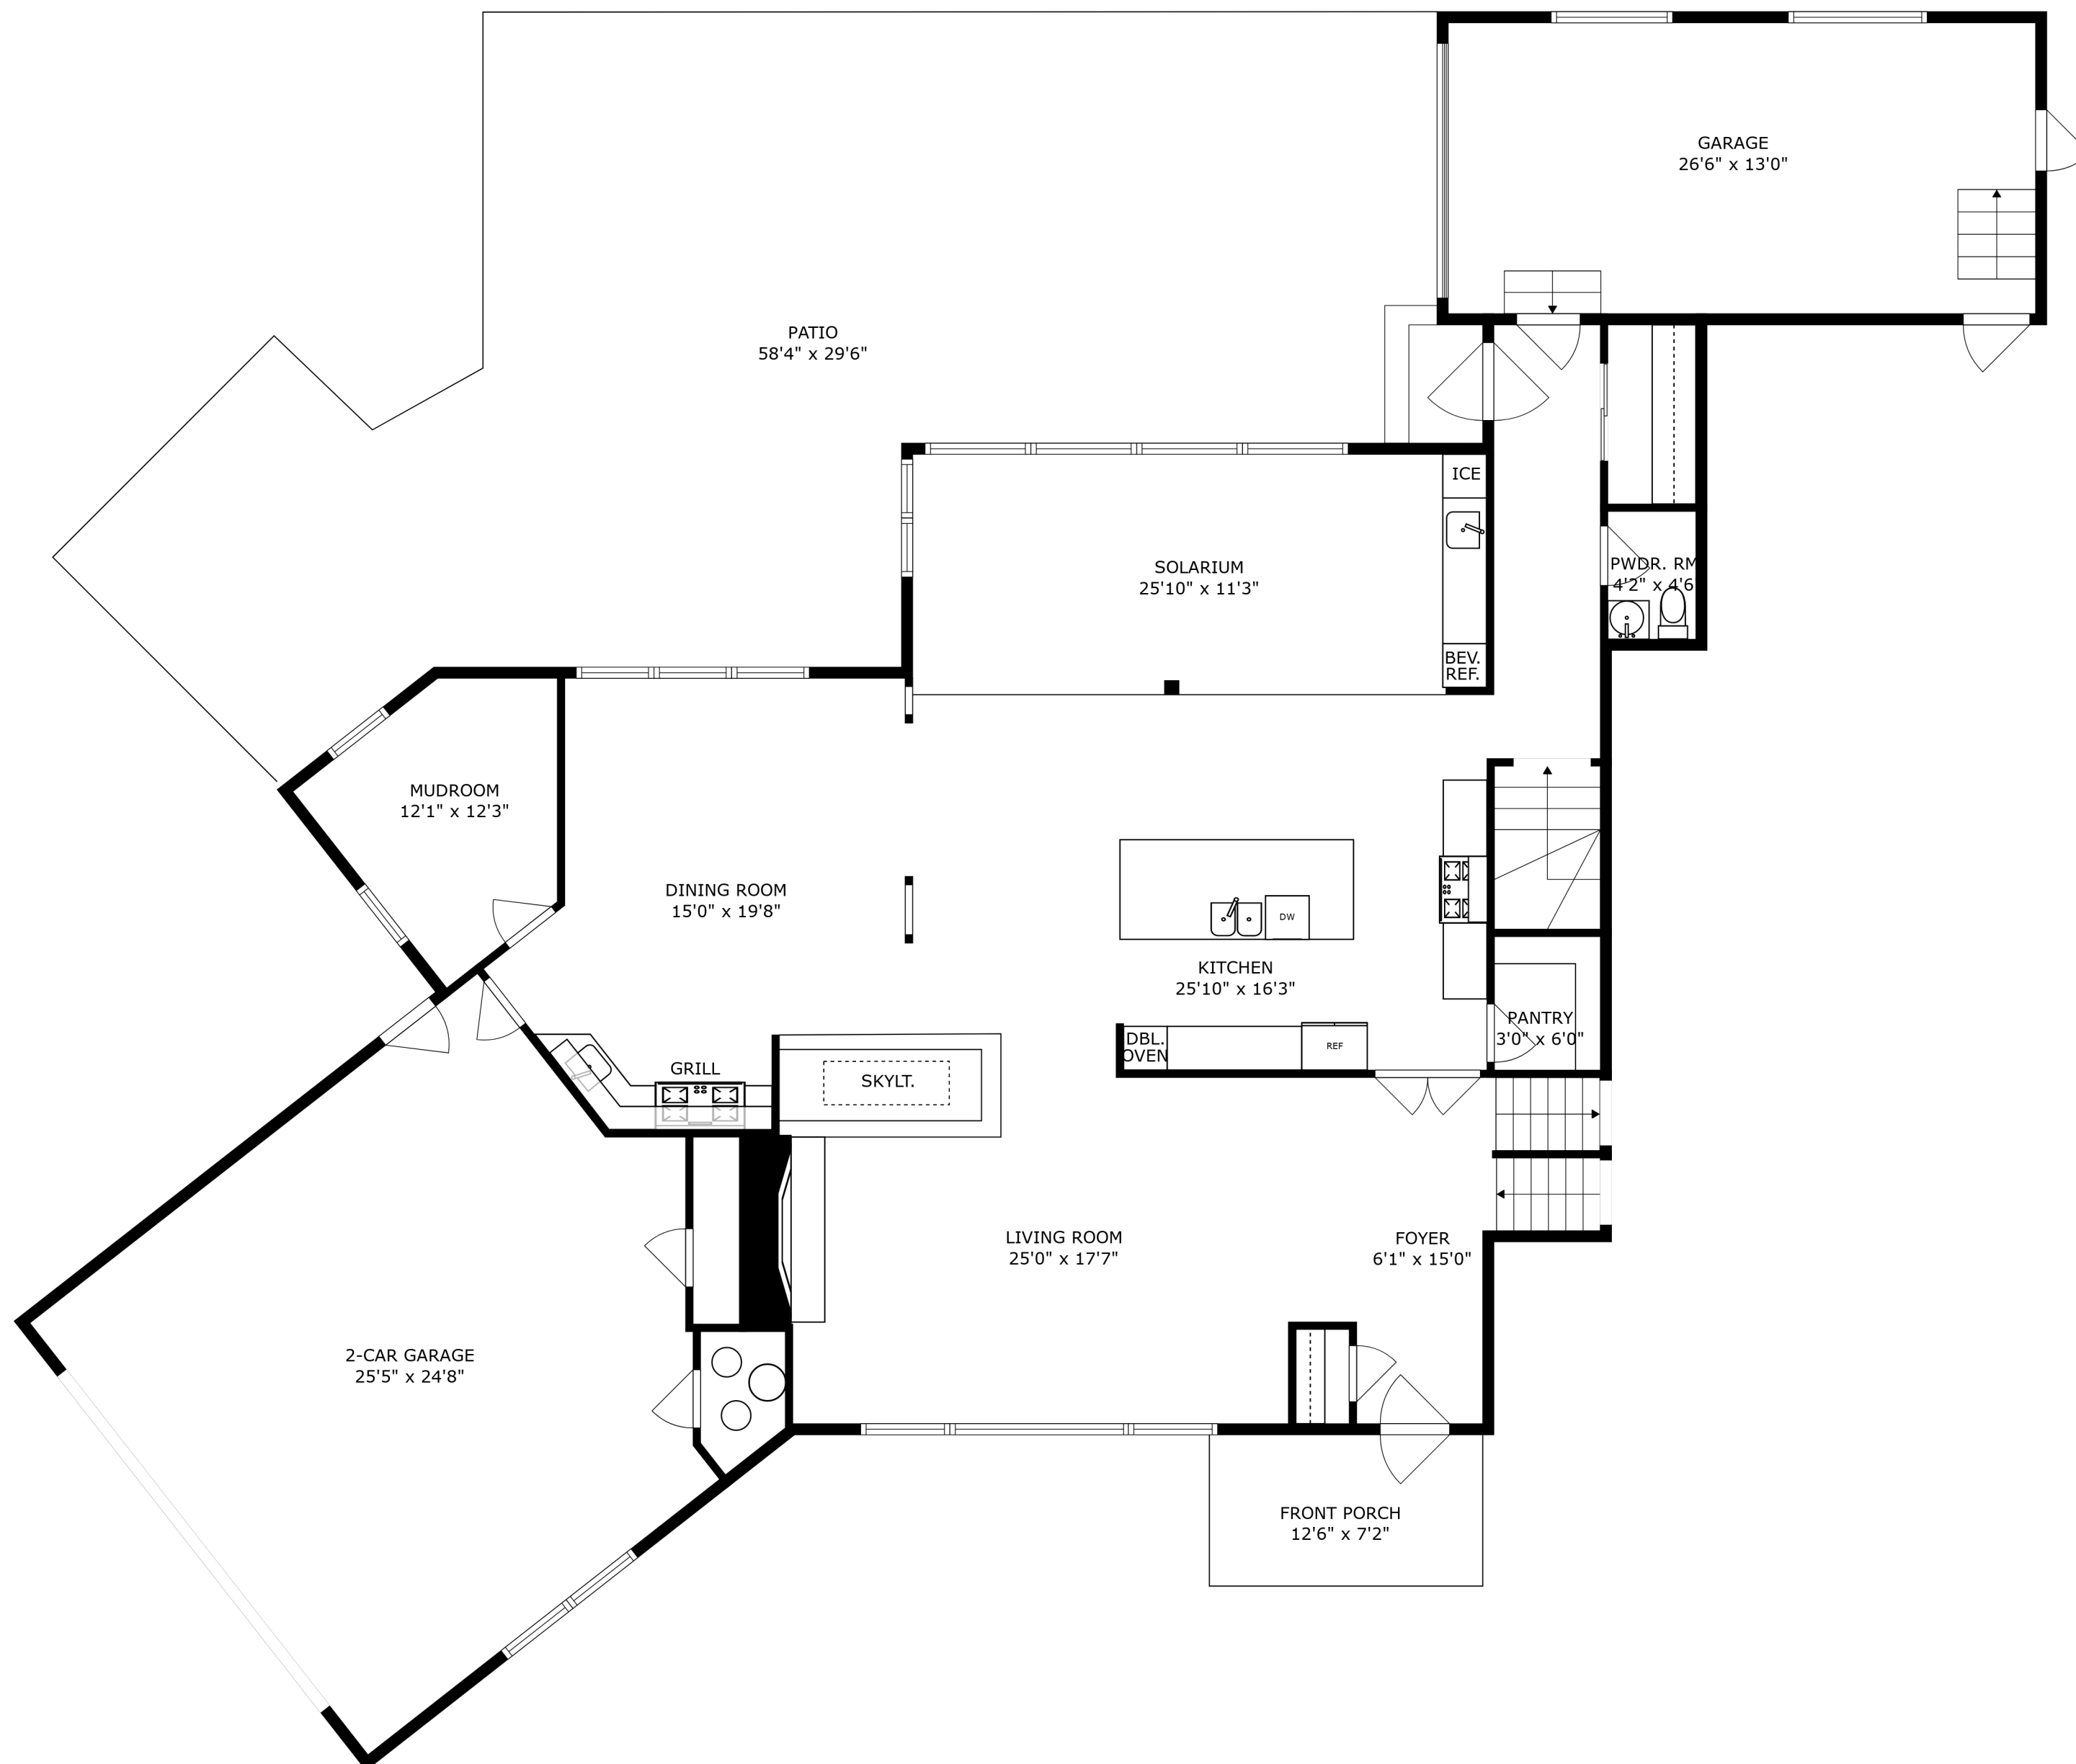 GARAGE
26'6" x 13'0"
PATIO
58'4" x 29'6"
ICE
SOLARIUM
25'10" x 11'3"
PWDR. RM
4'2" x 4'6
BEV.
REF.
MUDROOM
12'1" x 12'3"
DINING ROOM
15'0" x 19'8"
DW
KITCHEN
25'10" x 16'3"
PANTRY
3'0" x 6'0"
DBL.
OVEN
REF
GRILL
SKYLT.
LIVING ROOM
25'0" x 17'7"
FOYER
6'1" x 15'0"
2-CAR GARAGE
25'5" x 24'8"
FRONT PORCH
12'6" x 7'2"